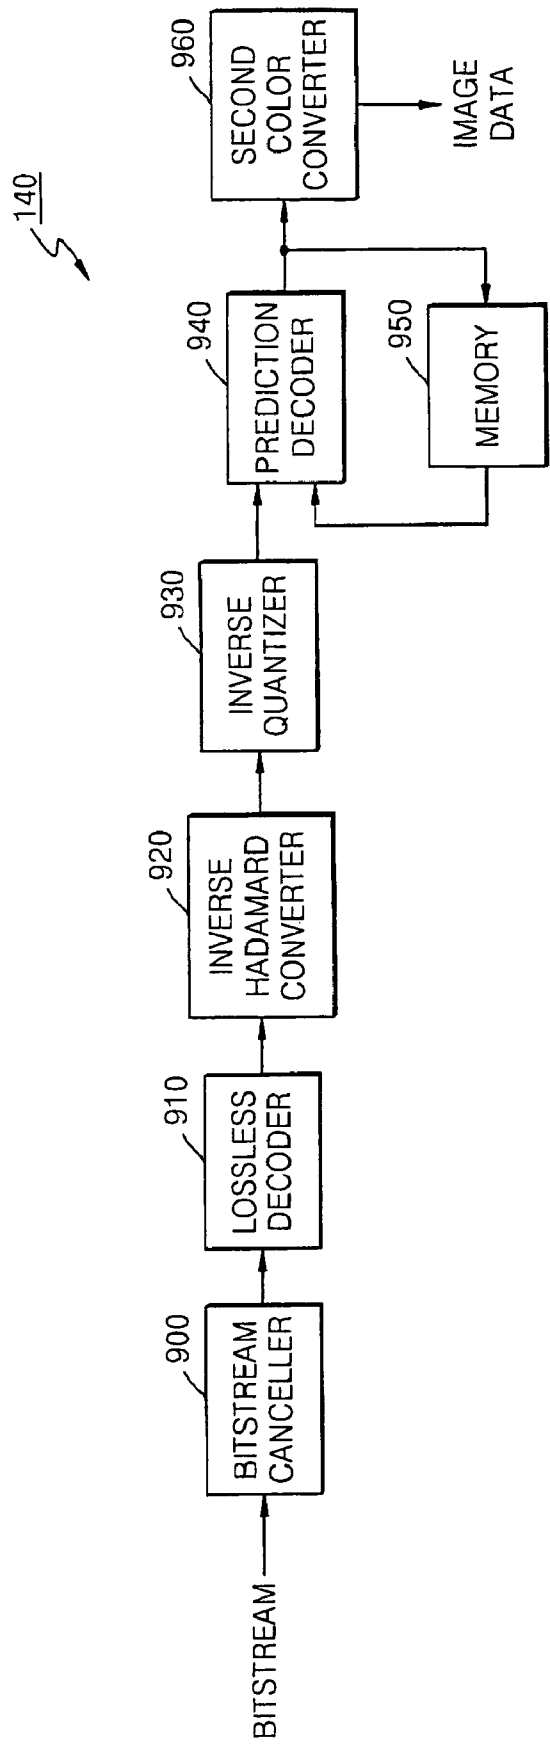 140
BITSTREAM
900
BITSTREAM
CANCELLER
910
LOSSLESS
DECODER
920
INVERSE
HADAMARD
CONVERTER
930
INVERSE
QUANTIZER
940
PREDICTION
DECODER
950
MEMORY
960
SECOND
COLOR
CONVERTER
IMAGE
DATA